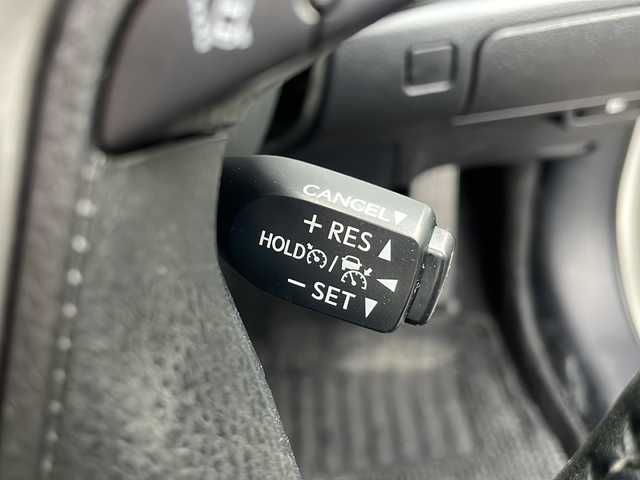 CANCEL▼
+ RES ▲
HOLD /
− SET ▼